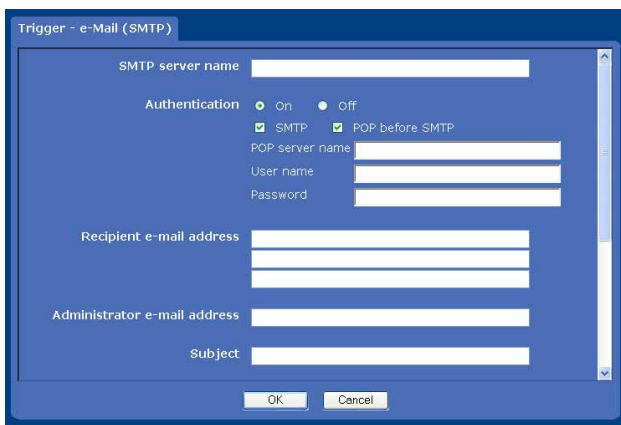 Trigger - e-Mail (SMTP)
SMTP server name
Authentication On Off
SMTP POP before SMTP
POP server name
User name
Password
Recipient e-mail address
Administrator e-mail address
Subject
OK Cancel